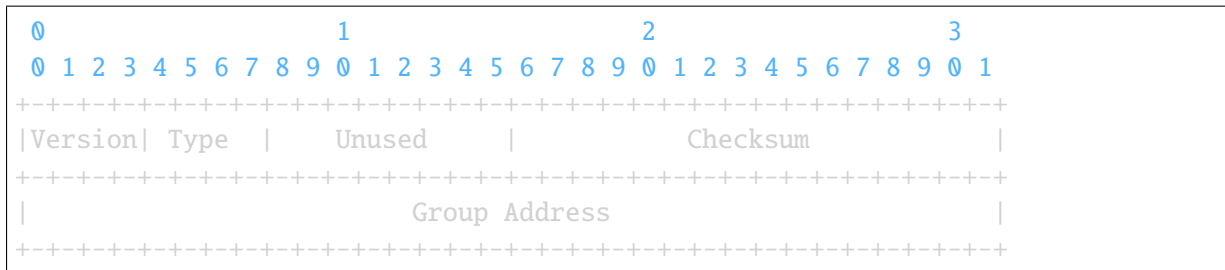 0                   1                   2                   3
 0 1 2 3 4 5 6 7 8 9 0 1 2 3 4 5 6 7 8 9 0 1 2 3 4 5 6 7 8 9 0 1
+-+-+-+-+-+-+-+-+-+-+-+-+-+-+-+-+-+-+-+-+-+-+-+-+-+-+-+-+-+-+-+-+
|Version| Type  |    Unused     |           Checksum            |
+-+-+-+-+-+-+-+-+-+-+-+-+-+-+-+-+-+-+-+-+-+-+-+-+-+-+-+-+-+-+-+-+
|                         Group Address                         |
+-+-+-+-+-+-+-+-+-+-+-+-+-+-+-+-+-+-+-+-+-+-+-+-+-+-+-+-+-+-+-+-+